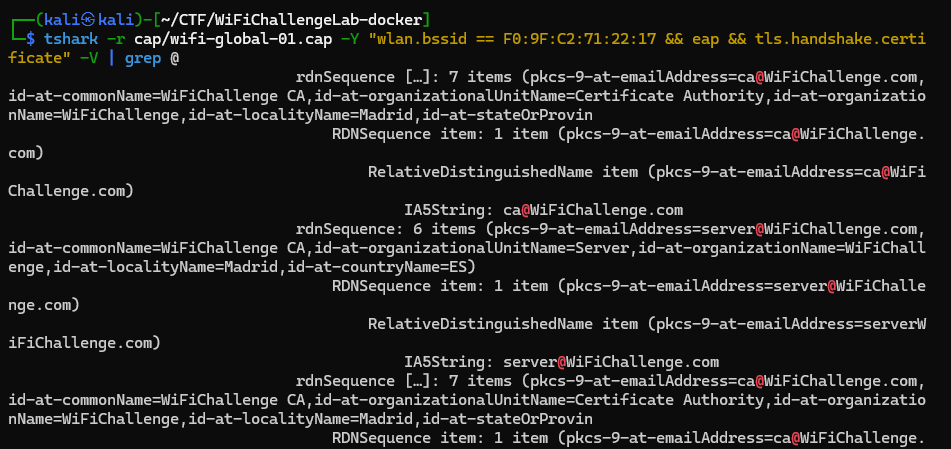 ┌──(kali㉿kali)-[~/CTF/WiFiChallengeLab-docker]
└─$ tshark -r cap/wifi-global-01.cap -Y "wlan.bssid == F0:9F:C2:71:22:17 && eap && tls.handshake.certi
ficate" -V | grep @
rdnSequence […]: 7 items (pkcs-9-at-emailAddress=ca@WiFiChallenge.com,
id-at-commonName=WiFiChallenge CA,id-at-organizationalUnitName=Certificate Authority,id-at-organizatio
nName=WiFiChallenge,id-at-localityName=Madrid,id-at-stateOrProvin
RDNSequence item: 1 item (pkcs-9-at-emailAddress=ca@WiFiChallenge.
com)
RelativeDistinguishedName item (pkcs-9-at-emailAddress=ca@WiFi
Challenge.com)
IA5String: ca@WiFiChallenge.com
rdnSequence: 6 items (pkcs-9-at-emailAddress=server@WiFiChallenge.com,
id-at-commonName=WiFiChallenge CA,id-at-organizationalUnitName=Server,id-at-organizationName=WiFiChall
enge,id-at-localityName=Madrid,id-at-countryName=ES)
RDNSequence item: 1 item (pkcs-9-at-emailAddress=server@WiFiChalle
nge.com)
RelativeDistinguishedName item (pkcs-9-at-emailAddress=serverW
iFiChallenge.com)
IA5String: server@WiFiChallenge.com
rdnSequence […]: 7 items (pkcs-9-at-emailAddress=ca@WiFiChallenge.com,
id-at-commonName=WiFiChallenge CA,id-at-organizationalUnitName=Certificate Authority,id-at-organizatio
nName=WiFiChallenge,id-at-localityName=Madrid,id-at-stateOrProvin
RDNSequence item: 1 item (pkcs-9-at-emailAddress=ca@WiFiChallenge.